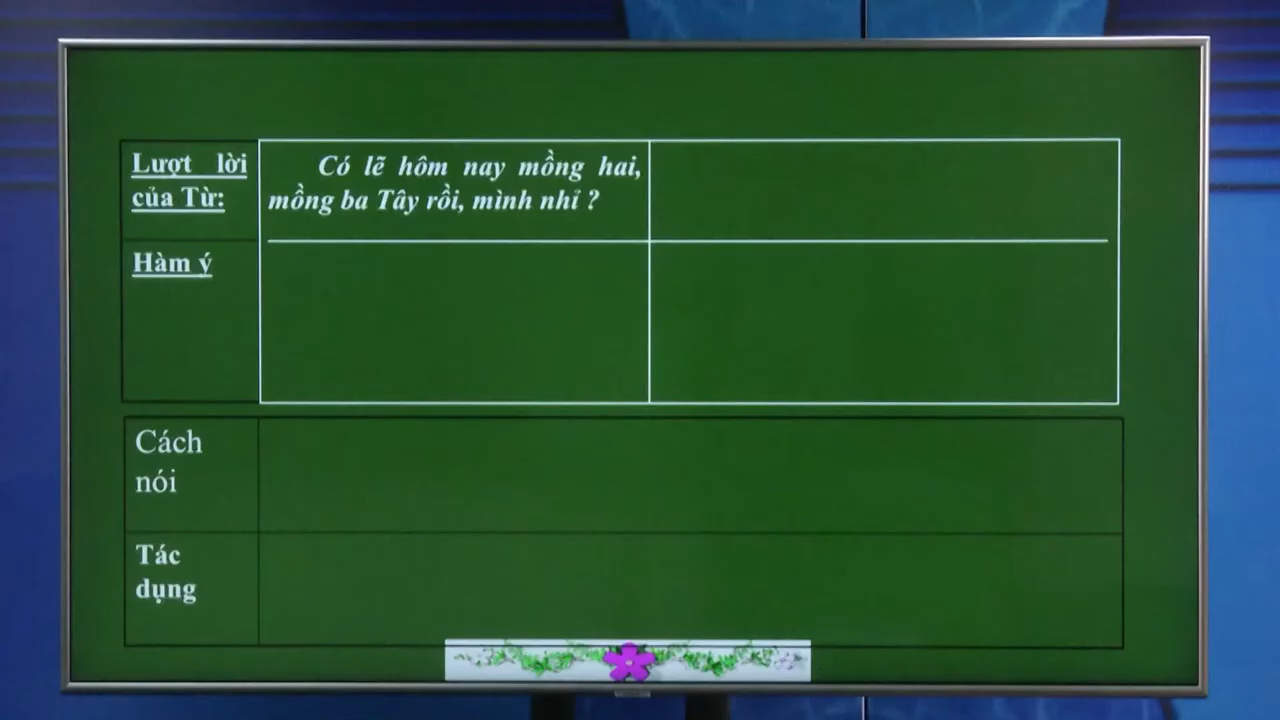 Lượt lời
của Từ:
Có lẽ hôm nay mồng hai,
mồng ba Tây rồi, mình nhỉ ?
Hàm ý
Cách
nói
Tác
dụng